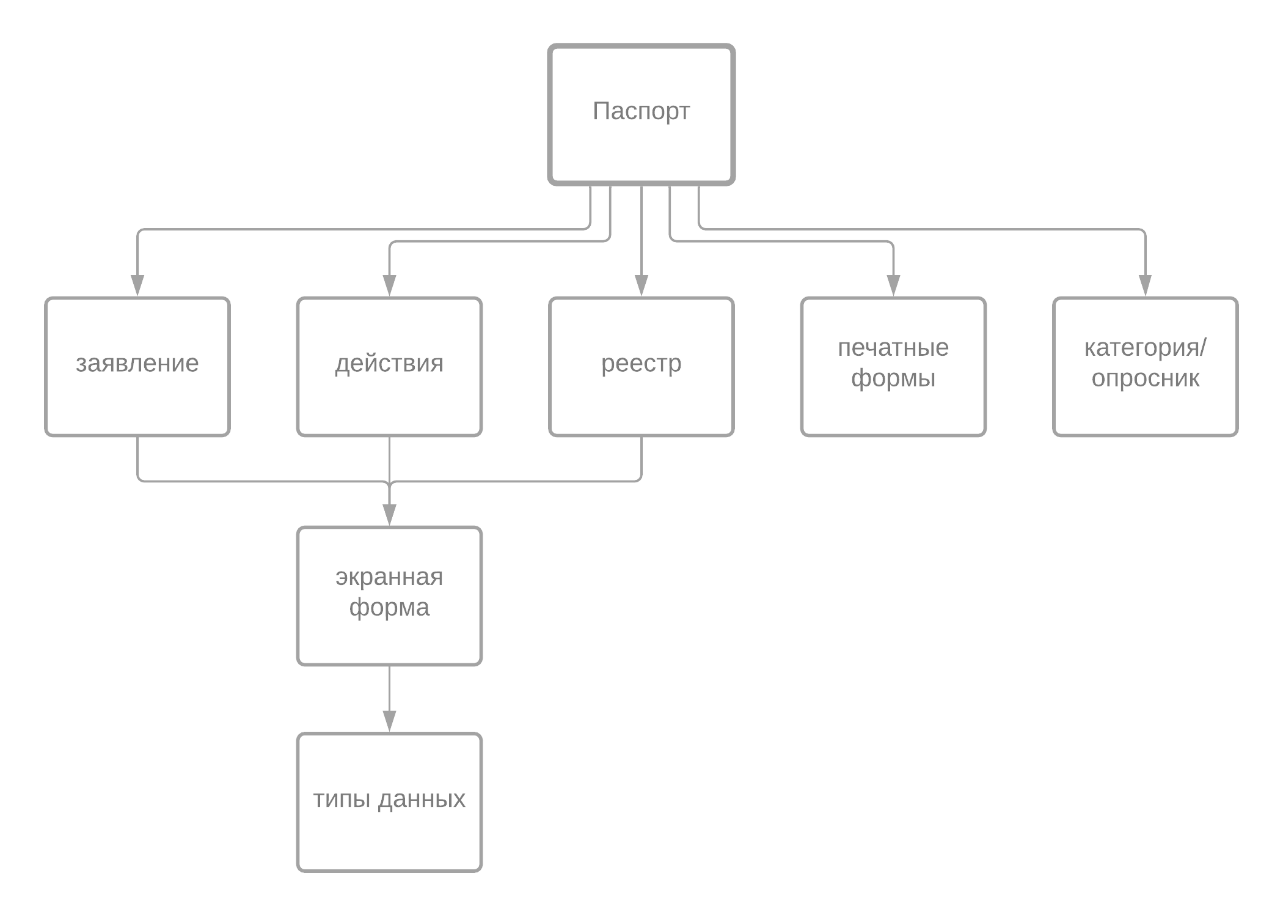 Паспорт
заявление
действия
реестр
печатные
формы
категория/
опросник
экранная
форма
типы данных